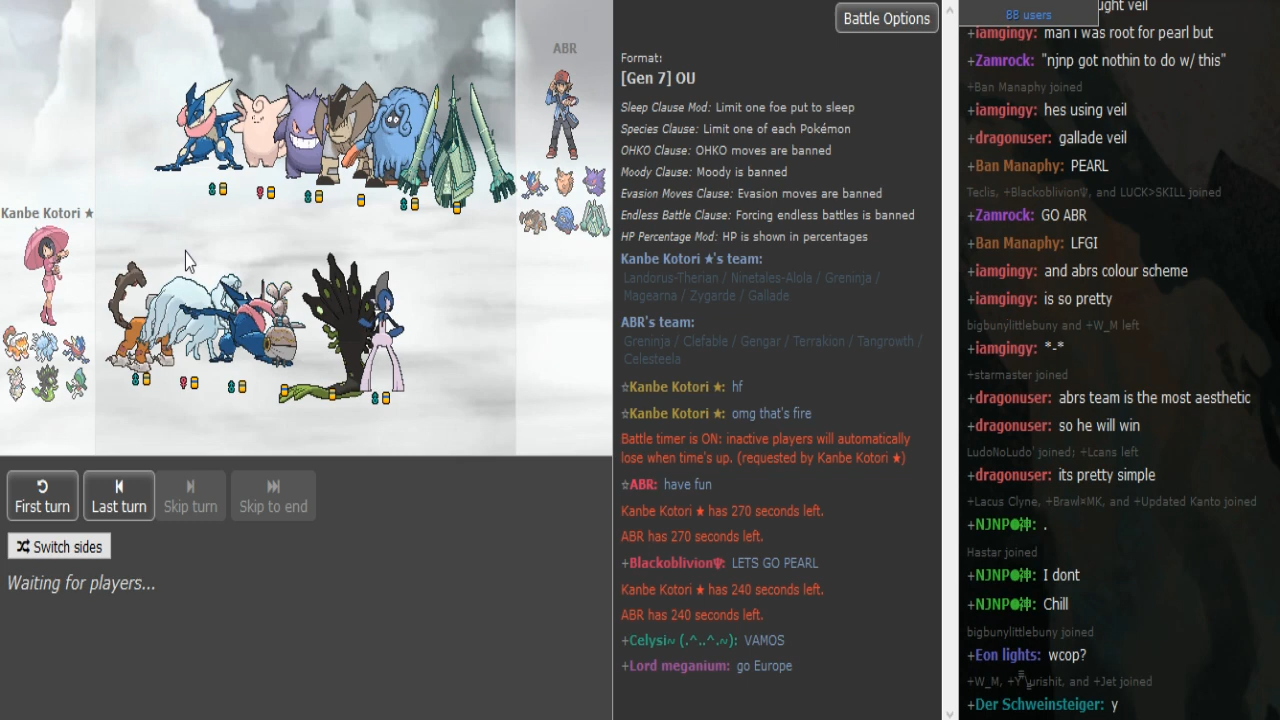 Kanbe Kotori ★
ABR
First turn
Last turn
Skip turn
Skip to end
Switch sides
Waiting for players...
Battle Options
Format:
[Gen 7] OU
Sleep Clause Mod: Limit one foe put to sleep
Species Clause: Limit one of each Pokémon
OHKO Clause: OHKO moves are banned
Moody Clause: Moody is banned
Evasion Moves Clause: Evasion moves are banned
Endless Battle Clause: Forcing endless battles is banned
HP Percentage Mod: HP is shown in percentages
Kanbe Kotori ★'s team:
Landorus-Therian / Ninetales-Alola / Greninja /
Magearna / Zygarde / Gallade
ABR's team:
Greninja / Clefable / Gengar / Terrakion / Tangrowth /
Celesteela
☆Kanbe Kotori ★: hf
☆Kanbe Kotori ★: omg that's fire
Battle timer is ON: inactive players will automatically
lose when time's up. (requested by Kanbe Kotori ★)
☆ABR: have fun
Kanbe Kotori ★ has 270 seconds left.
ABR has 270 seconds left.
+Blackoblivion♆: LETS GO PEARL
Kanbe Kotori ★ has 240 seconds left.
ABR has 240 seconds left.
+Celysi~ (.^..^.~): VAMOS
+Lord meganium: go Europe
88 users
veil
+iamgingy: man i was root for pearl but
+Zamrock: "njnp got nothin to do w/ this"
+Ban Manaphy joined
+iamgingy: hes using veil
+dragonuser: gallade veil
+Ban Manaphy: PEARL
Teclis, +Blackoblivion♆, and LUCK>SKILL joined
+Zamrock: GO ABR
+Ban Manaphy: LFGI
+iamgingy: and abrs colour scheme
+iamgingy: is so pretty
bigbunylittlebuny and +W_M left
+iamgingy: *-*
+starmaster joined
+dragonuser: abrs team is the most aesthetic
+dragonuser: so he will win
LudoNoLudo' joined; +Lcans left
+dragonuser: its pretty simple
+Lacus Clyne, +Brawl×MK, and +Updated Kanto joined
+NJNP●神: .
Hastar joined
+NJNP●神: I dont
+NJNP●神: Chill
bigbunylittlebuny joined
+Eon lights: wcop?
+W_M, and +Jet joined
+Der Schweinsteiger: y